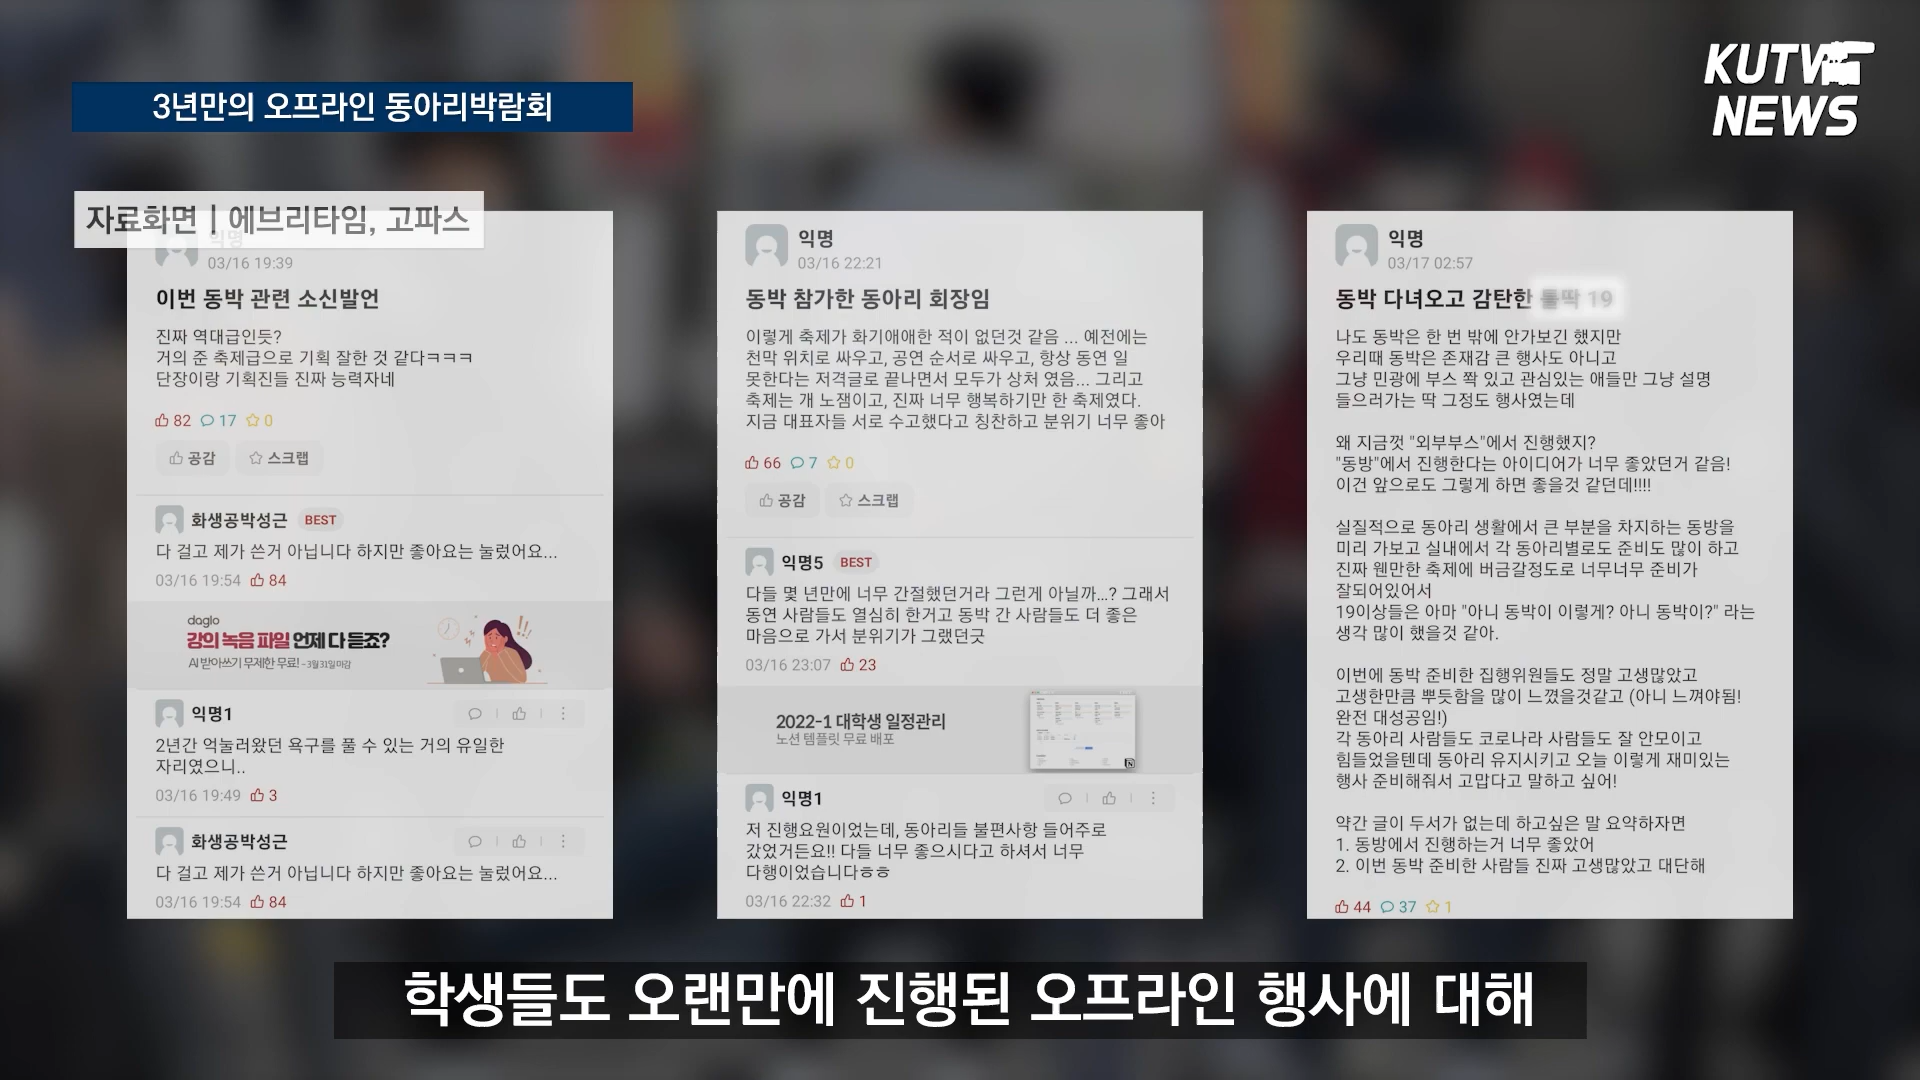 3년만의 오프라인 동아리박람회
KUTV
NEWS
자료화면 | 에브리타임, 고파스
익명
03/16 19:39
이번 동박 관련 소신발언
진짜 역대급인듯?
거의 준 축제급으로 기획 잘한 것 같다ㅋㅋㅋ
단장이랑 기획진들 진짜 능력자네
82 17 0
공감 스크랩
화생공박성근 BEST
다 걸고 제가 쓴거 아닙니다 하지만 좋아요는 눌렀어요...
03/16 19:54 84
daglo
강의 녹음 파일 언제 다 듣죠?
AI 받아쓰기 무제한 무료! - 3월 31일 마감
익명1
2년간 억눌러왔던 욕구를 풀 수 있는 거의 유일한
자리였으니..
03/16 19:49 3
화생공박성근
다 걸고 제가 쓴거 아닙니다 하지만 좋아요는 눌렀어요...
03/16 19:54 84
익명
03/16 22:21
동박 참가한 동아리 회장임
이렇게 축제가 화기애애한 적이 없던것 같음 ... 예전에는
천막 위치로 싸우고, 공연 순서로 싸우고, 항상 동연 일
못한다는 저격글로 끝나면서 모두가 상처 였음... 그리고
축제는 개 노잼이고, 진짜 너무 행복하기만 한 축제였다.
지금 대표자들 서로 수고했다고 칭찬하고 분위기 너무 좋아
66 7 0
공감 스크랩
익명5 BEST
다들 몇 년만에 너무 간절했던거라 그런게 아닐까...? 그래서
동연 사람들도 열심히 한거고 동박 간 사람들도 더 좋은
마음으로 가서 분위기가 그랬던긋
03/16 23:07 23
2022-1 대학생 일정관리
노션 템플릿 무료 배포
익명1
저 진행요원이었는데, 동아리들 불편사항 들어주로
갔었거든요!! 다들 너무 좋으시다고 하셔서 너무
다행이었습니다ㅎㅎ
03/16 22:32 1
익명
03/17 02:57
동박 다녀오고 감탄한 틀딱 19
나도 동박은 한 번 밖에 안가보긴 했지만
우리때 동박은 존재감 큰 행사도 아니고
그냥 민광에 부스 쫙 있고 관심있는 애들만 그냥 설명
들으러가는 딱 그정도 행사였는데
왜 지금껏 "외부부스"에서 진행했지?
"동방"에서 진행한다는 아이디어가 너무 좋았던거 같음!
이건 앞으로도 그렇게 하면 좋을것 같던데!!!!
실질적으로 동아리 생활에서 큰 부분을 차지하는 동방을
미리 가보고 실내에서 각 동아리별로도 준비도 많이 하고
진짜 웬만한 축제에 버금갈정도로 너무너무 준비가
잘되어있어서
19이상들은 아마 "아니 동박이 이렇게? 아니 동박이?" 라는
생각 많이 했을것 같아.
이번에 동박 준비한 집행위원들도 정말 고생많았고
고생한만큼 뿌듯함을 많이 느꼈을것같고 (아니 느껴야됨!
완전 대성공임!)
각 동아리 사람들도 코로나라 사람들도 잘 안모이고
힘들었을텐데 동아리 유지시키고 오늘 이렇게 재미있는
행사 준비해줘서 고맙다고 말하고 싶어!
약간 글이 두서가 없는데 하고싶은 말 요약하자면
1. 동방에서 진행하는거 너무 좋았어
2. 이번 동박 준비한 사람들 진짜 고생많았고 대단해
44 37 1
학생들도 오랜만에 진행된 오프라인 행사에 대해